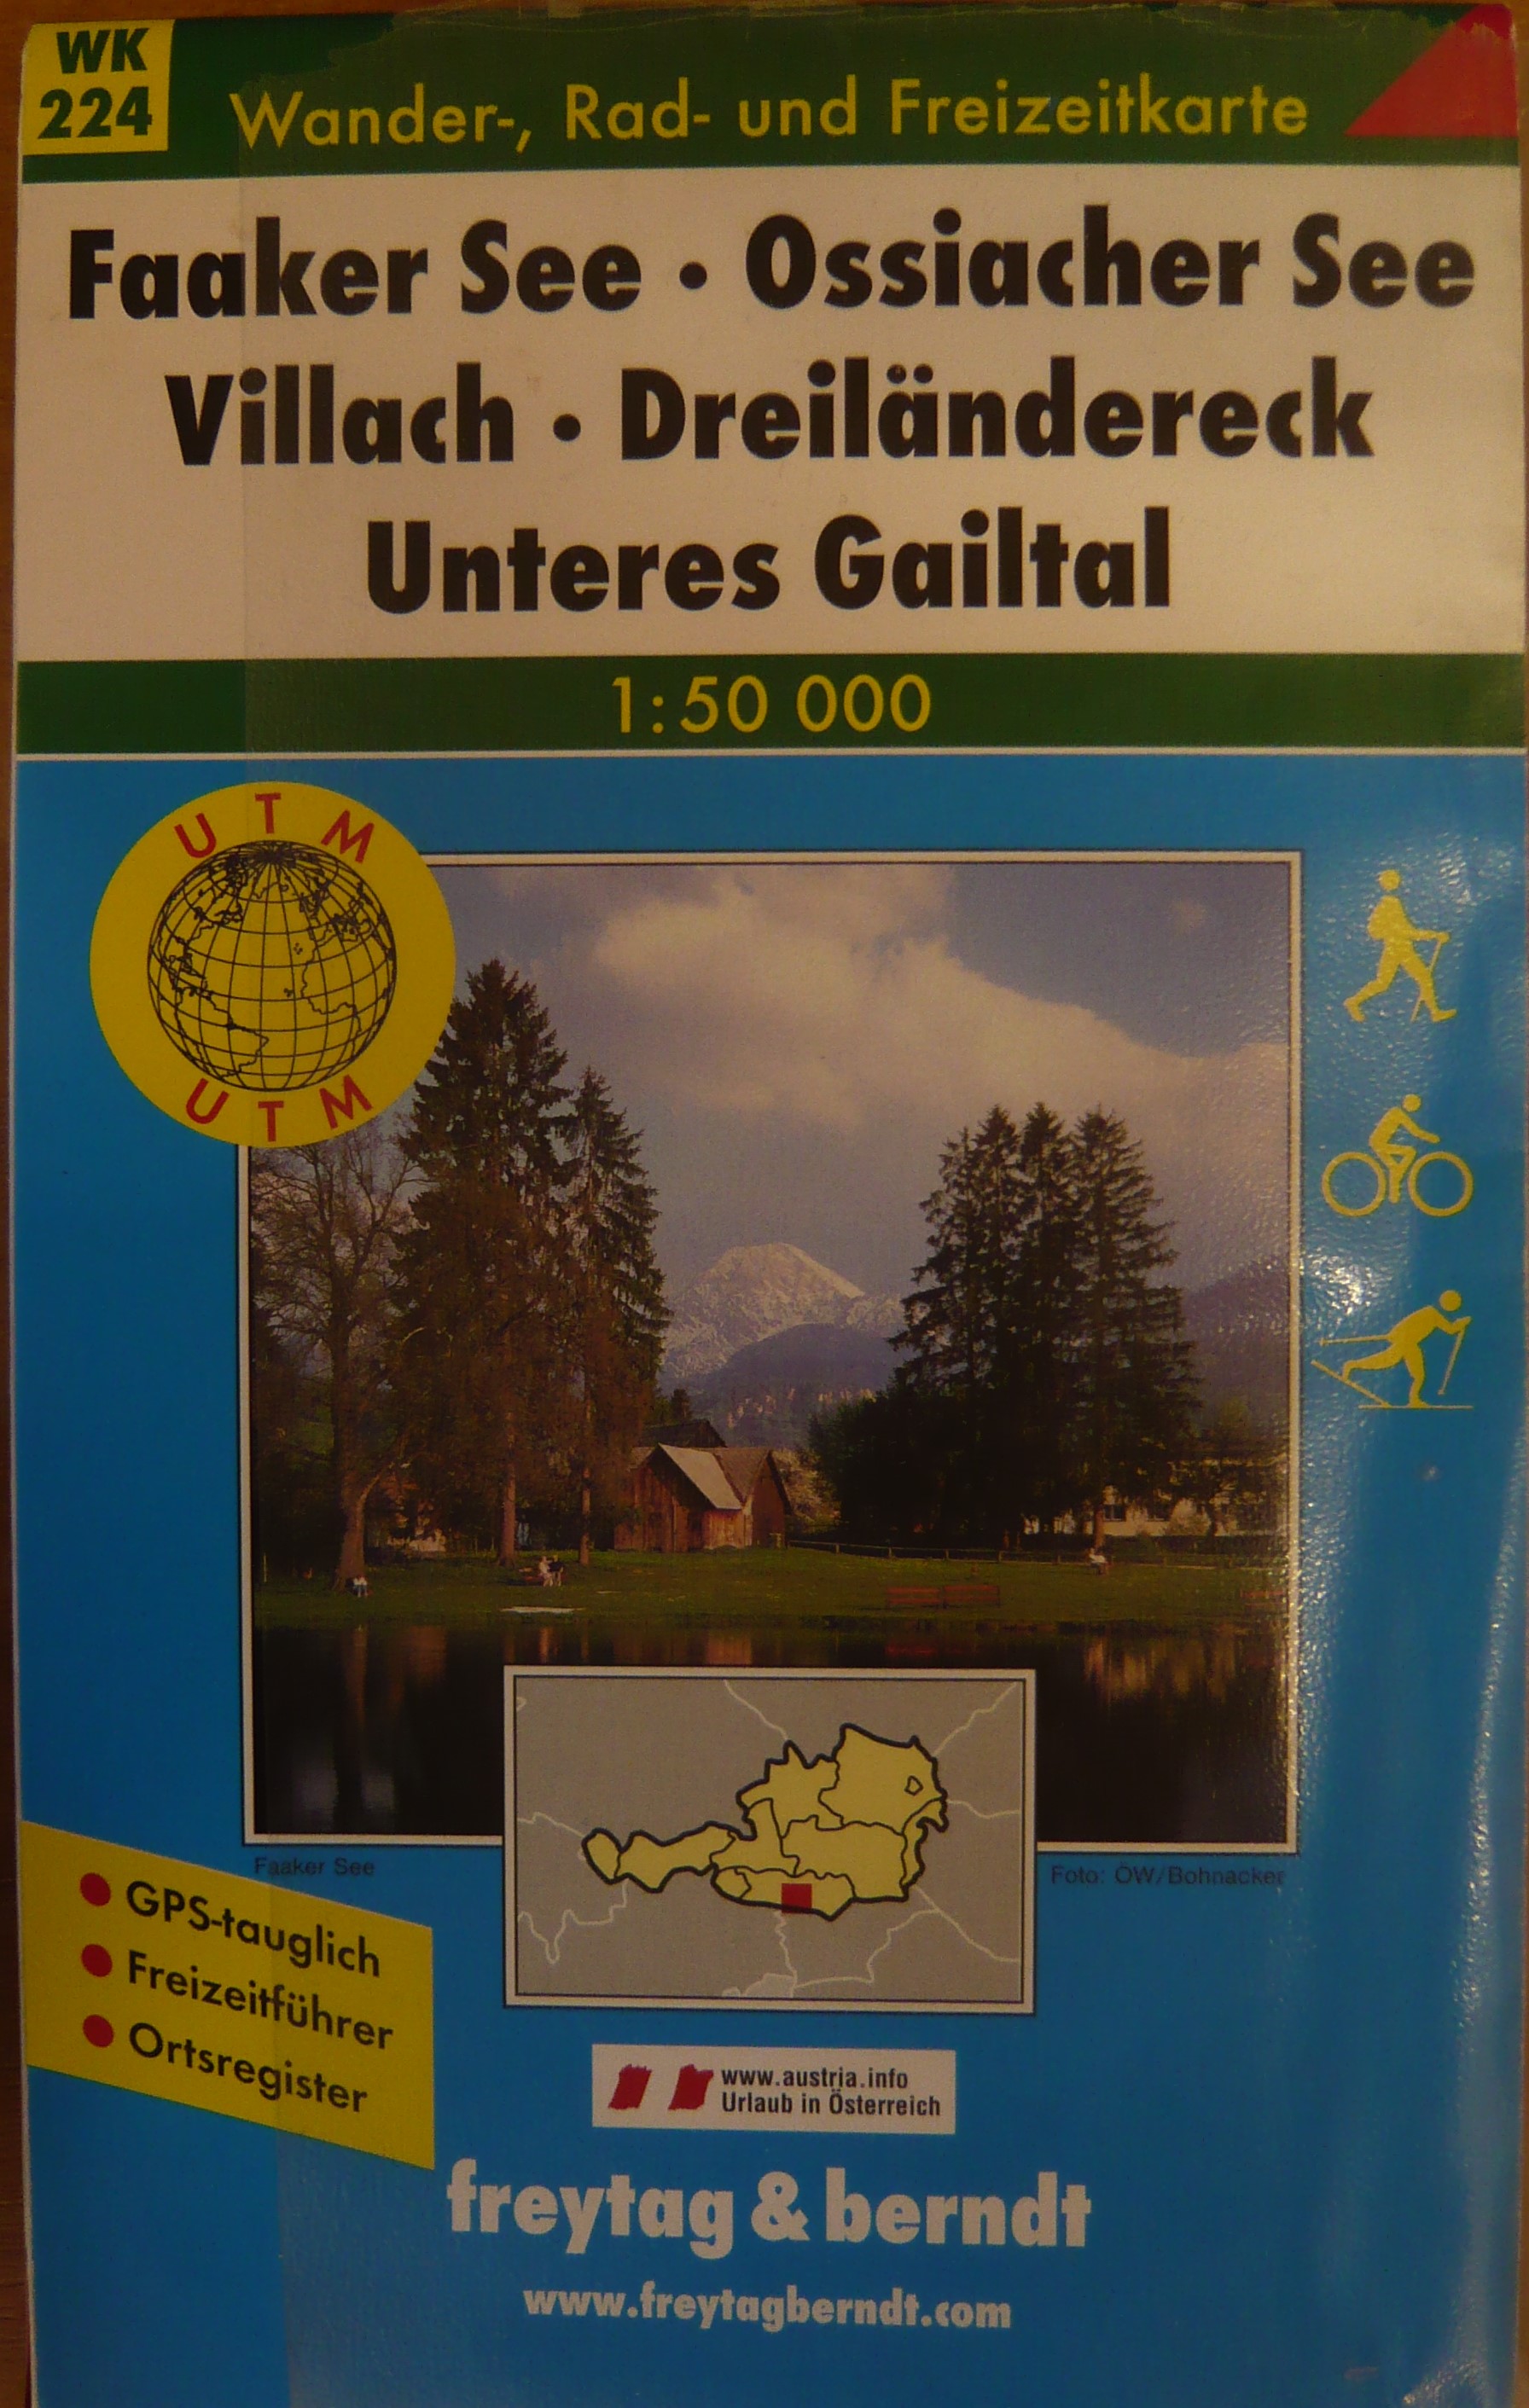 WK
224
Wander-, Rad- und Freizeitkarte
Faaker See • Ossiacher See
Villach • Dreiländereck
Unteres Gailtal
1:50 000
UTM
UTM
Faaker See
Foto: ÖW/Bohnacker
• GPS-tauglich
• Freizeitführer
• Ortsregister
www.austria.info
Urlaub in Österreich
freytag & berndt
www.freytagberndt.com